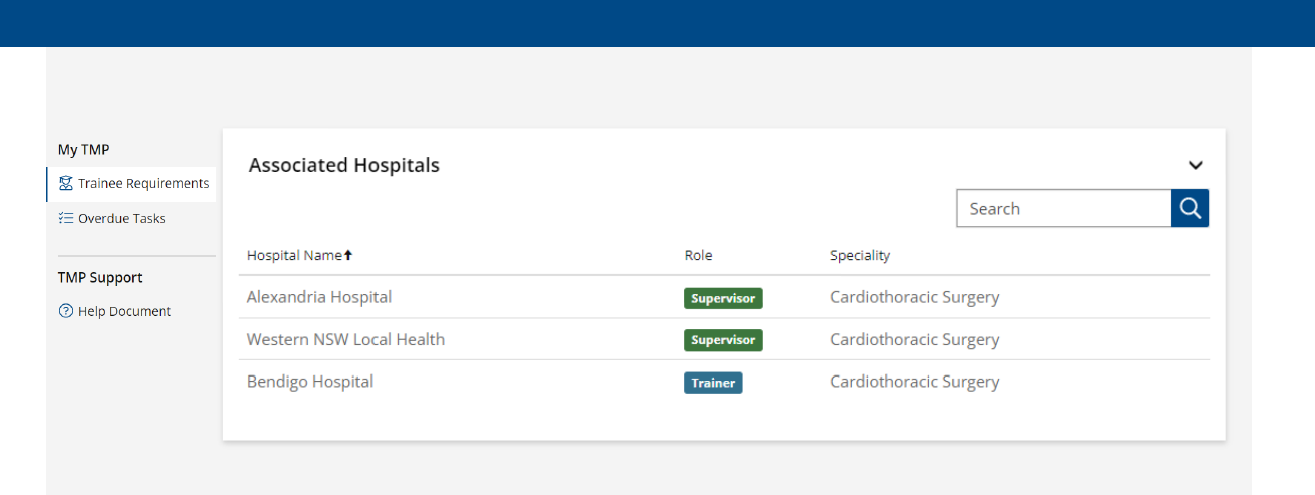 My TMP
Trainee Requirements
Overdue Tasks
TMP Support
Help Document
Associated Hospitals
Search
Hospital Name Role Speciality
Alexandria Hospital Supervisor Cardiothoracic Surgery
Western NSW Local Health Supervisor Cardiothoracic Surgery
Bendigo Hospital Trainer Cardiothoracic Surgery